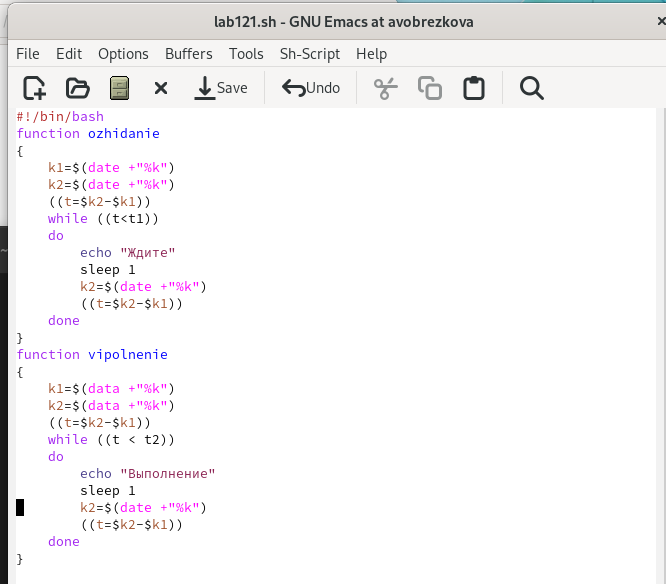 lab121.sh - GNU Emacs at avobrezkova
File Edit Options Buffers Tools Sh-Script Help
Save Undo
#!/bin/bash
function ozhidanie
{
    k1=$(date +"%k")
    k2=$(date +"%k")
    ((t=$k2-$k1))
    while ((t<t1))
    do
        echo "Ждите"
        sleep 1
        k2=$(date +"%k")
        ((t=$k2-$k1))
    done
}
function vipolnenie
{
    k1=$(data +"%k")
    k2=$(data +"%k")
    ((t=$k2-$k1))
    while ((t < t2))
    do
        echo "Выполнение"
        sleep 1
        k2=$(date +"%k")
        ((t=$k2-$k1))
    done
}